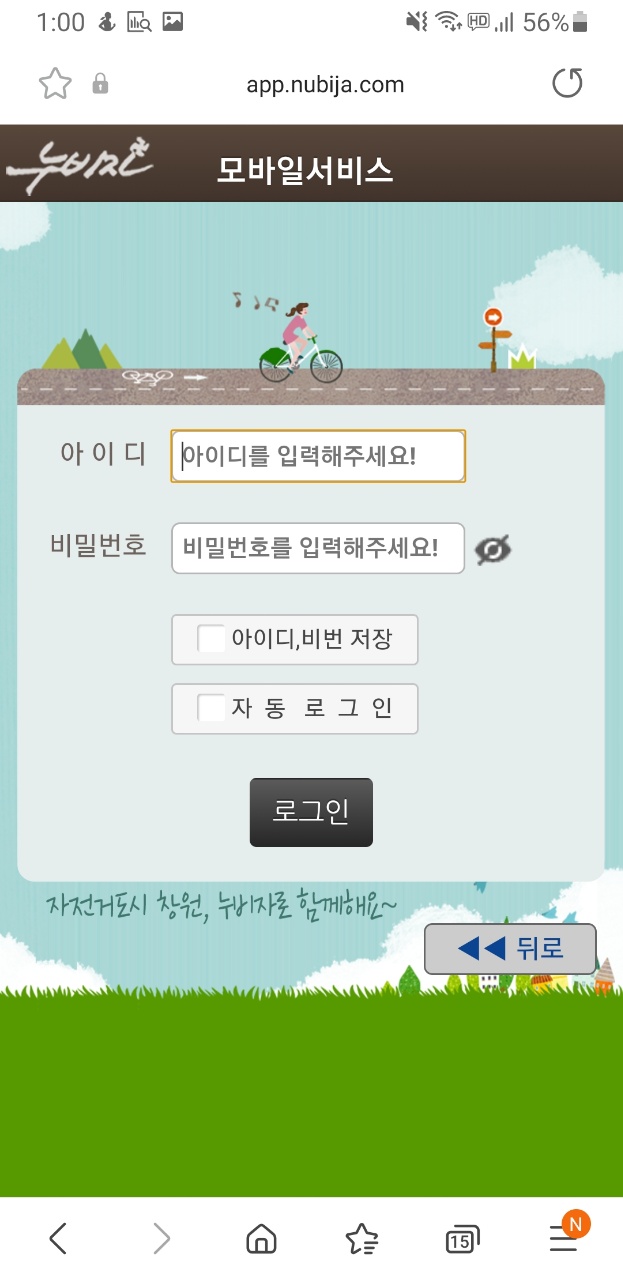 1:00
HD
56%
app.nubija.com
누비자
모바일서비스
아 이 디
아이디를 입력해주세요!
비밀번호
비밀번호를 입력해주세요!
아이디,비번 저장
자 동 로 그 인
로그인
자전거도시 창원, 누비자로 함께해요~
◀◀ 뒤로
15
N